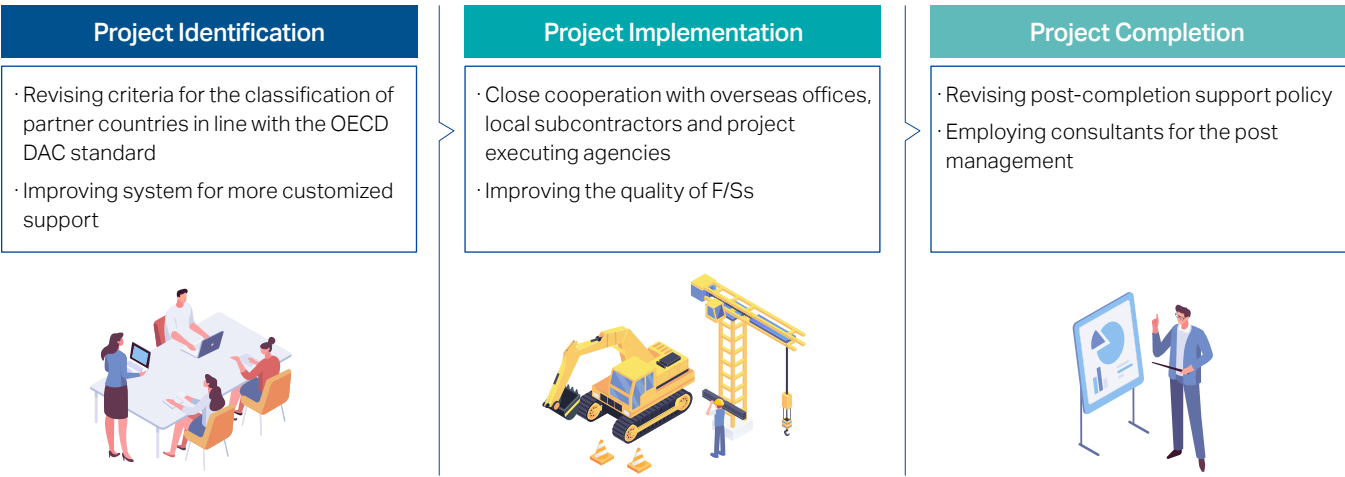 Project Identification
· Revising criteria for the classification of
partner countries in line with the OECD
DAC standard
· Improving system for more customized
support
Project Implementation
· Close cooperation with overseas offices,
local subcontractors and project
executing agencies
· Improving the quality of F/Ss
Project Completion
· Revising post-completion support policy
· Employing consultants for the post
management